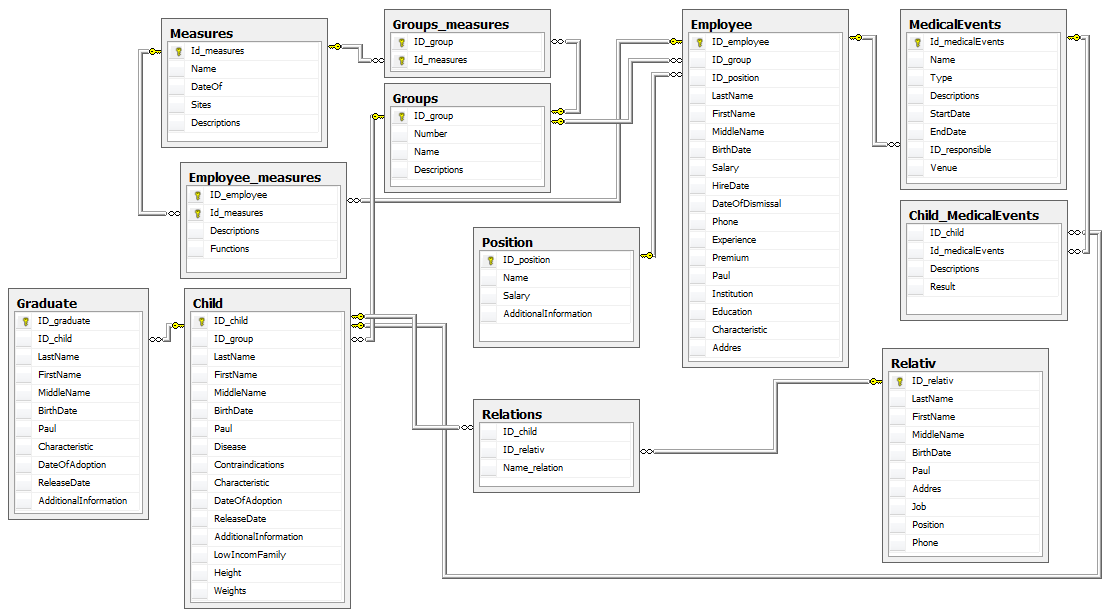 Measures
Id_measures
Name
DateOf
Sites
Descriptions
Groups_measures
ID_group
Id_measures
Groups
ID_group
Number
Name
Descriptions
Employee
ID_employee
ID_group
ID_position
LastName
FirstName
MiddleName
BirthDate
Salary
HireDate
DateOfDismissal
Phone
Experience
Premium
Paul
Institution
Education
Characteristic
Addres
MedicalEvents
Id_medicalEvents
Name
Type
Descriptions
StartDate
EndDate
ID_responsible
Venue
Employee_measures
ID_employee
Id_measures
Descriptions
Functions
Child_MedicalEvents
ID_child
Id_medicalEvents
Descriptions
Result
Position
ID_position
Name
Salary
AdditionalInformation
Graduate
ID_graduate
ID_child
LastName
FirstName
MiddleName
BirthDate
Paul
Characteristic
DateOfAdoption
ReleaseDate
AdditionalInformation
Child
ID_child
ID_group
LastName
FirstName
MiddleName
BirthDate
Paul
Disease
Contraindications
Characteristic
DateOfAdoption
ReleaseDate
AdditionalInformation
LowIncomFamily
Height
Weights
Relations
ID_child
ID_relativ
Name_relation
Relativ
ID_relativ
LastName
FirstName
MiddleName
BirthDate
Paul
Addres
Job
Position
Phone